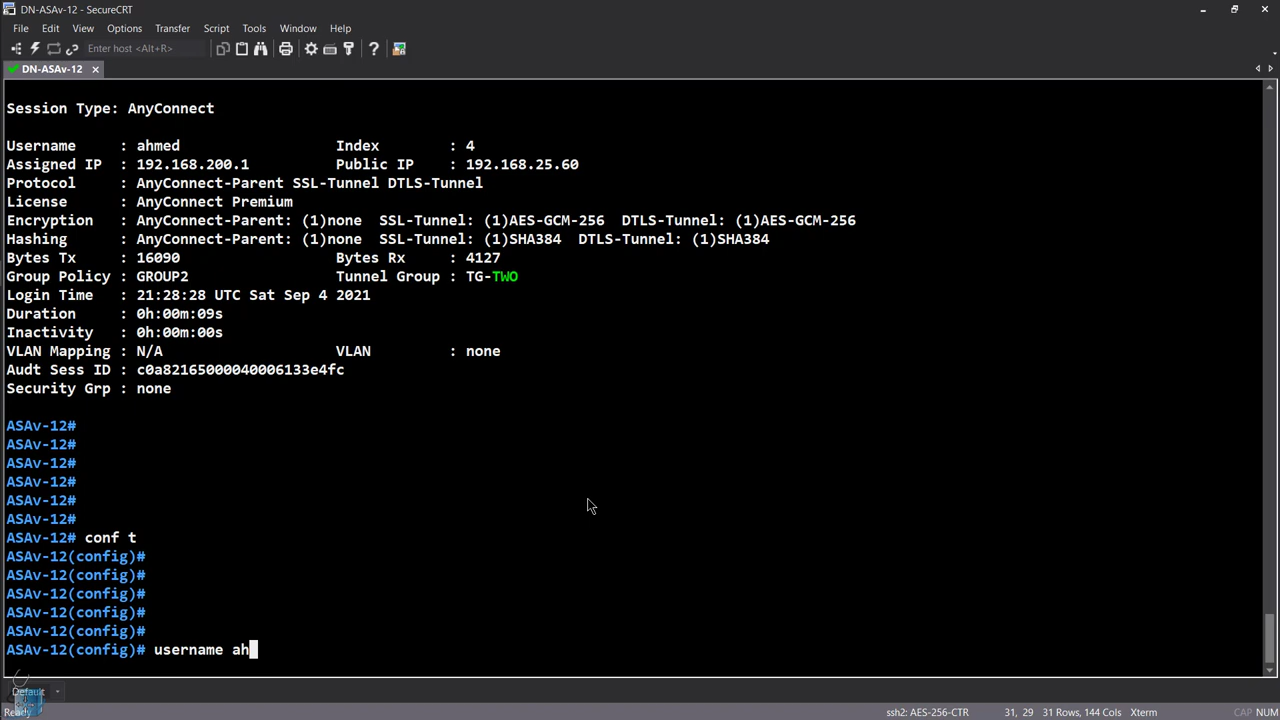 DN-ASAv-12 - SecureCRT
File Edit View Options Transfer Script Tools Window Help
Enter host <Alt+R>
DN-ASAv-12
Session Type: AnyConnect
Username : ahmed Index : 4
Assigned IP : 192.168.200.1 Public IP : 192.168.25.60
Protocol : AnyConnect-Parent SSL-Tunnel DTLS-Tunnel
License : AnyConnect Premium
Encryption : AnyConnect-Parent: (1)none SSL-Tunnel: (1)AES-GCM-256 DTLS-Tunnel: (1)AES-GCM-256
Hashing : AnyConnect-Parent: (1)none SSL-Tunnel: (1)SHA384 DTLS-Tunnel: (1)SHA384
Bytes Tx : 16090 Bytes Rx : 4127
Group Policy : GROUP2 Tunnel Group : TG-TWO
Login Time : 21:28:28 UTC Sat Sep 4 2021
Duration : 0h:00m:09s
Inactivity : 0h:00m:00s
VLAN Mapping : N/A VLAN : none
Audt Sess ID : c0a82165000040006133e4fc
Security Grp : none
ASAv-12#
ASAv-12#
ASAv-12#
ASAv-12#
ASAv-12#
ASAv-12#
ASAv-12# conf t
ASAv-12(config)#
ASAv-12(config)#
ASAv-12(config)#
ASAv-12(config)#
ASAv-12(config)#
ASAv-12(config)# username ah
Default
Ready ssh2: AES-256-CTR 31, 29 31 Rows, 144 Cols Xterm CAP NUM